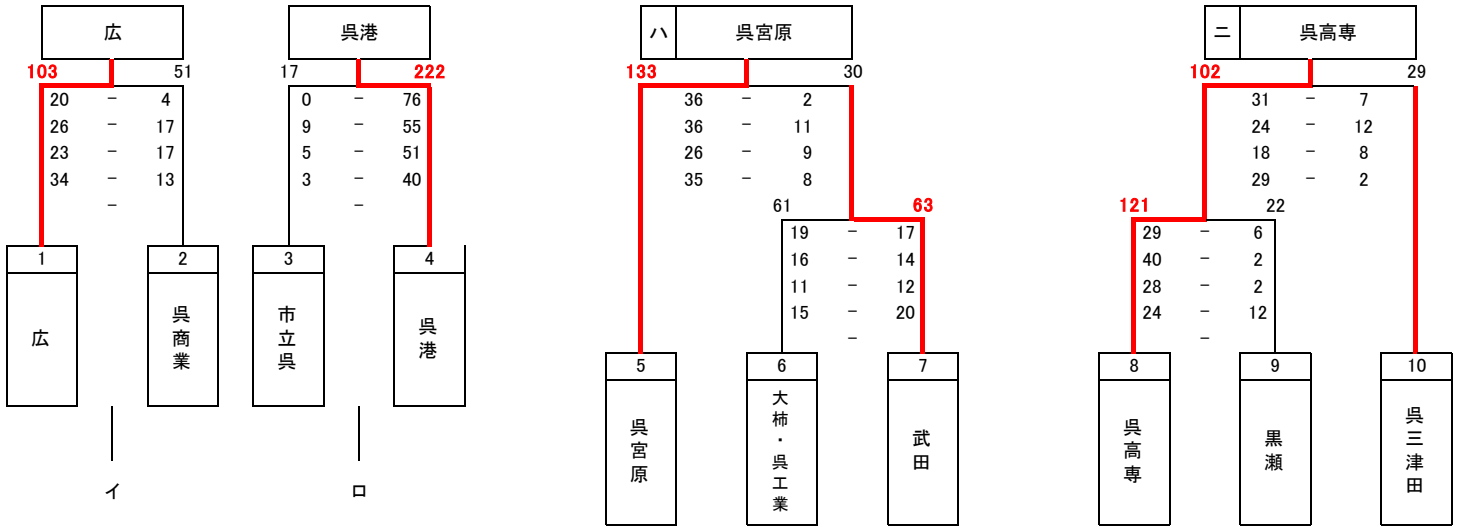 広 呉港 ハ 呉宮原 ニ 呉高専
103 51 17 222 133 30 102 29
20 - 4 0 - 76 36 - 2 31 - 7
26 - 17 9 - 55 36 - 11 24 - 12
23 - 17 5 - 51 26 - 9 18 - 8
34 - 13 3 - 40 35 - 8 29 - 2
- -
61 63 121 22
19 - 17 29 - 6
16 - 14 40 - 2
11 - 12 28 - 2
15 - 20 24 - 12
- -
1 2 3 4
広 呉商業 市立呉 呉港
5 6 7 8 9 10
呉宮原 大柿・呉工業 武田 呉高専 黒瀬 呉三津田
イ ロ